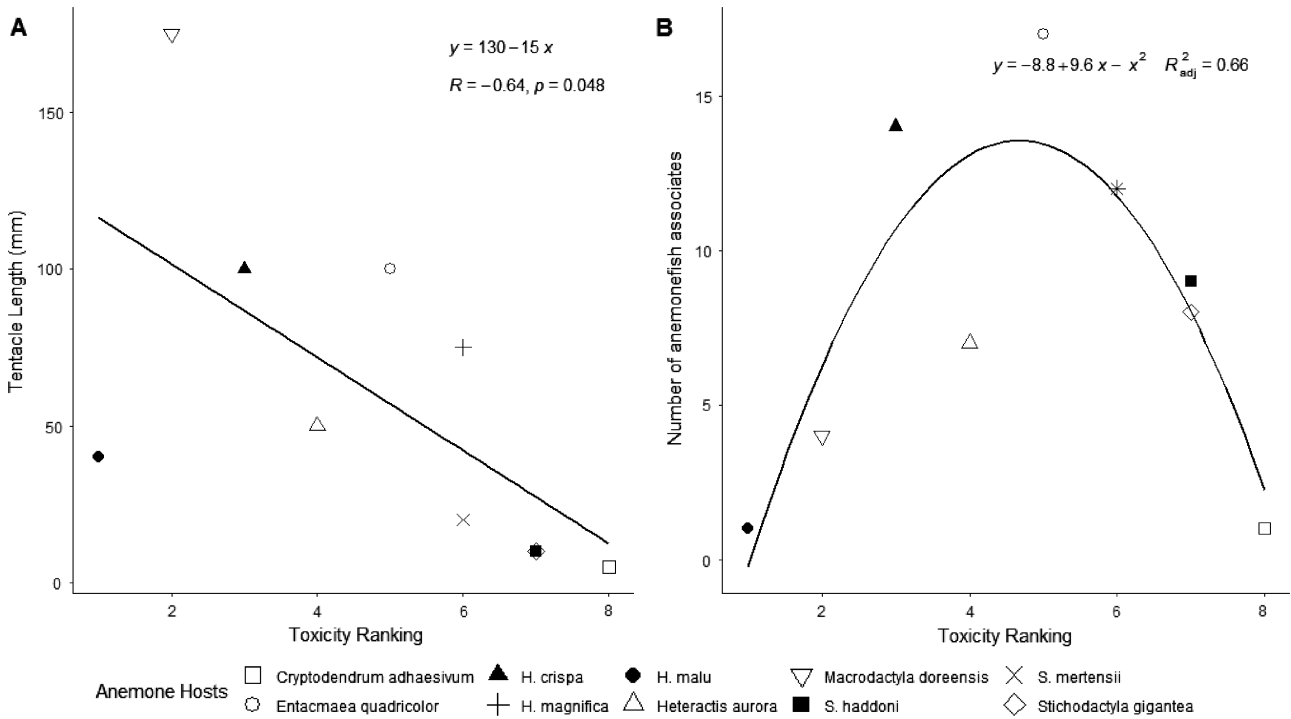 A
y = 130 − 15 x
R = −0.64, p = 0.048
150
100
50
0
Tentacle Length (mm)
2 4 6 8
Toxicity Ranking
B
y = −8.8 + 9.6 x − x² R²adj = 0.66
15
10
5
0
Number of anemonefish associates
2 4 6 8
Toxicity Ranking
Anemone Hosts
Cryptodendrum adhaesivum H. crispa H. malu Macrodactyla doreensis S. mertensii
Entacmaea quadricolor H. magnifica Heteractis aurora S. haddoni Stichodactyla gigantea